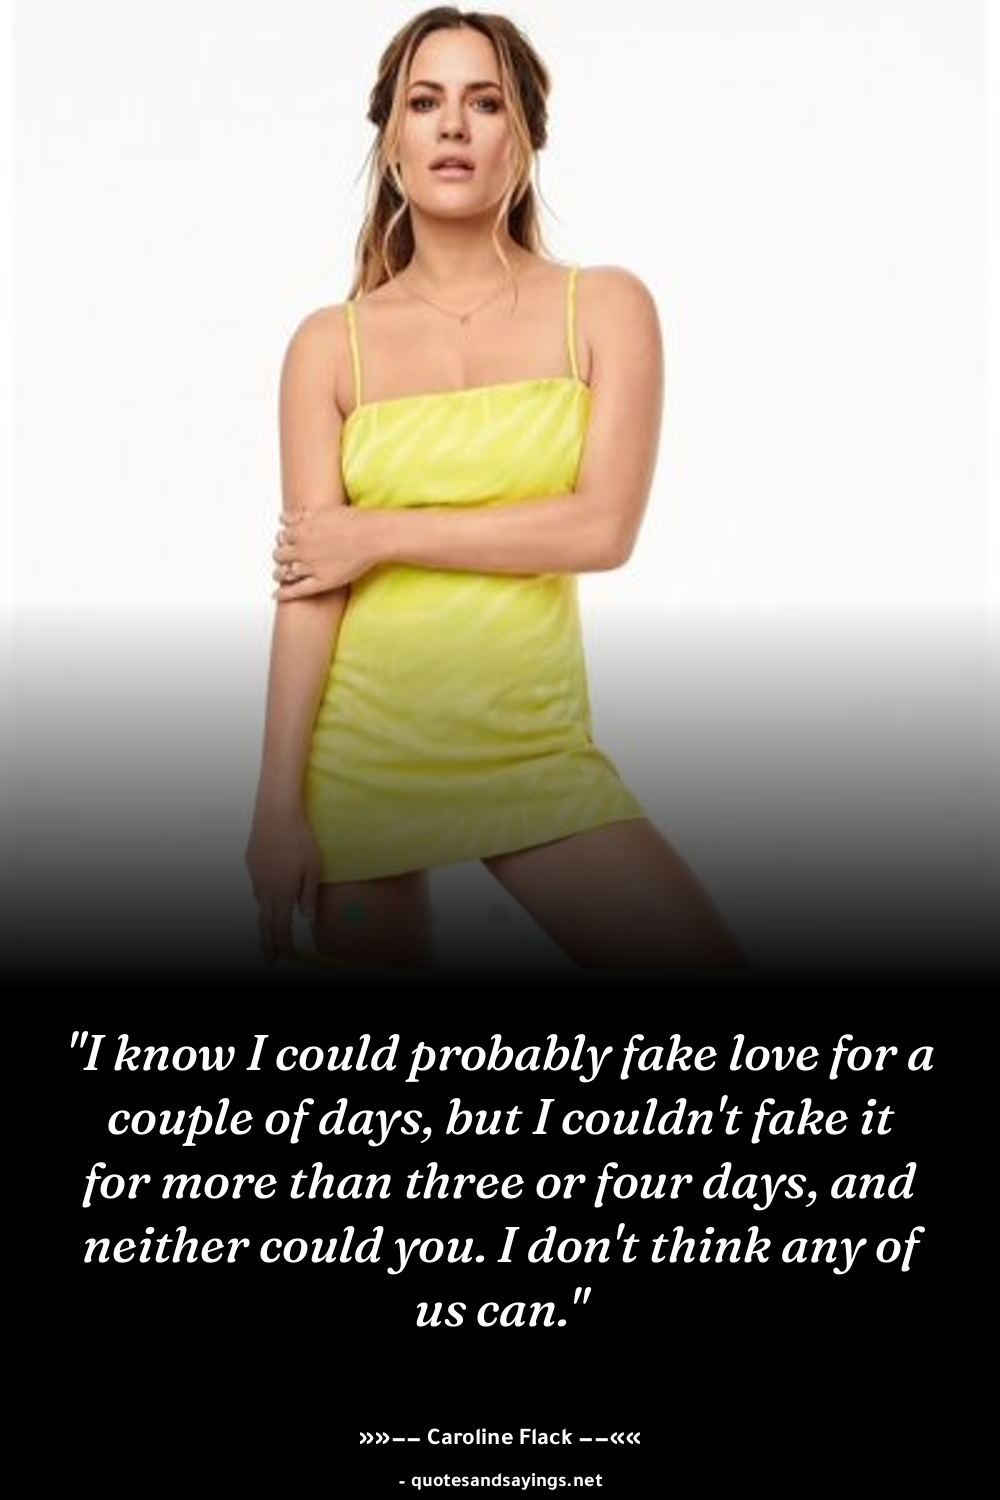 "I know I could probably fake love for a
couple of days, but I couldn't fake it
for more than three or four days, and
neither could you. I don't think any of
us can."
»»−− Caroline Flack −−««
- quotesandsayings.net